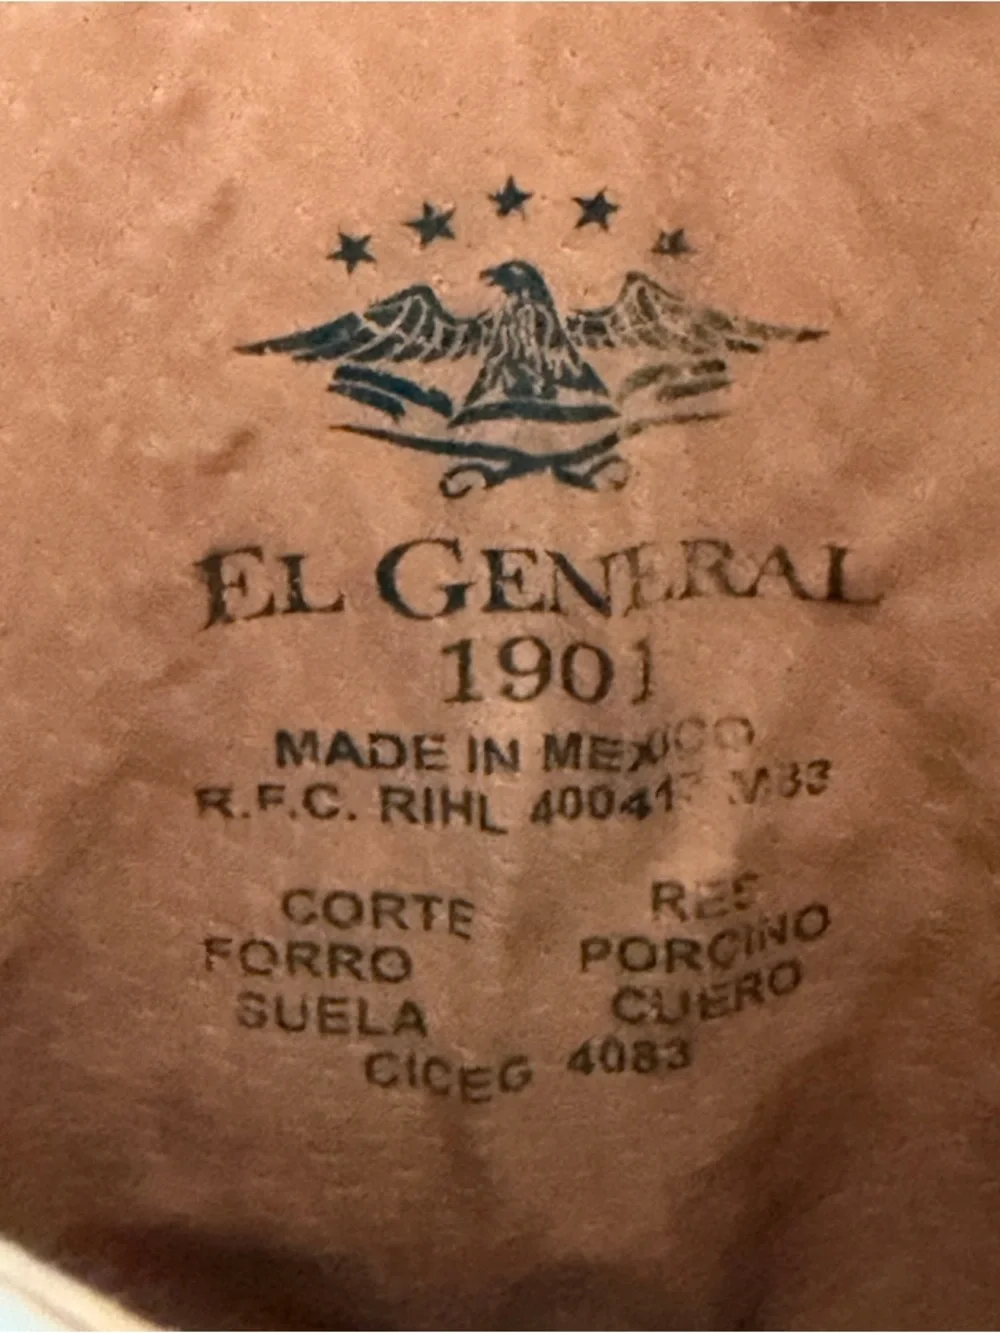 EL GENERAL
1901
MADE IN MEXICO
R.F.C. RIHL
CORTE RES
FORRO PORCINO
SUELA CUERO
CICEG 4083